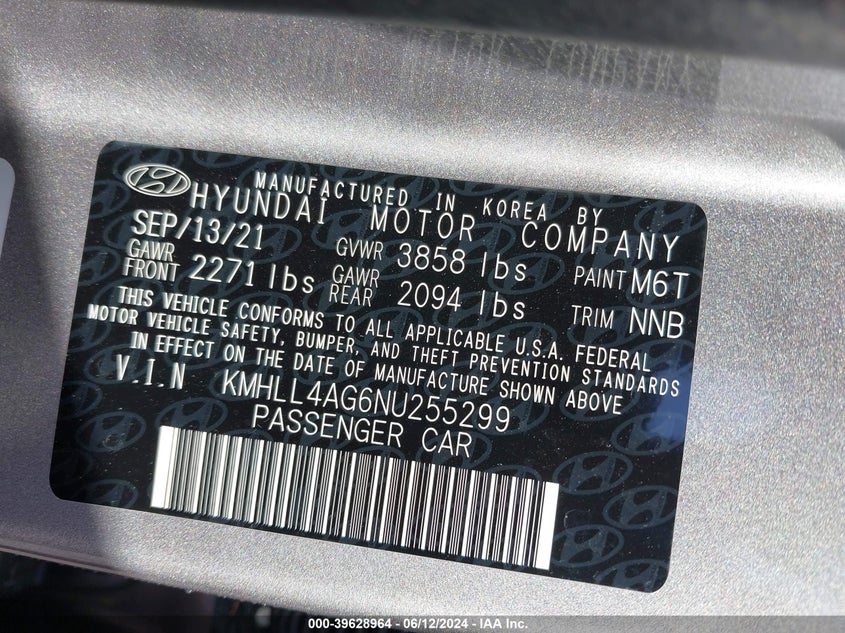 MANUFACTURED IN KOREA BY
HYUNDAI MOTOR COMPANY
SEP/13/21 GVWR 3858 lbs PAINT M6T
GAWR FRONT 2271 lbs GAWR REAR 2094 lbs TRIM NNB
THIS VEHICLE CONFORMS TO ALL APPLICABLE U.S.A. FEDERAL
MOTOR VEHICLE SAFETY, BUMPER, AND THEFT PREVENTION STANDARDS
IN EFFECT ON THE DATE OF MANUFACTURE SHOWN ABOVE
V.I.N KMHLL4AG6NU255299
PASSENGER CAR
000-39628964 - 06/12/2024 - IAA Inc.